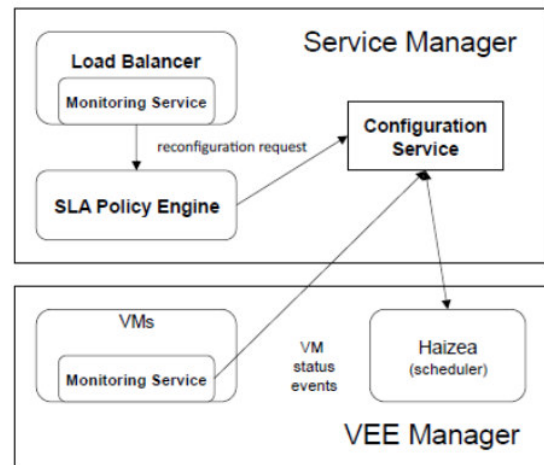 Service Manager
Load Balancer
Monitoring Service
reconfiguration request
Configuration
Service
SLA Policy Engine
VMs
Monitoring Service
VM
status
events
Haizea
(scheduler)
VEE Manager